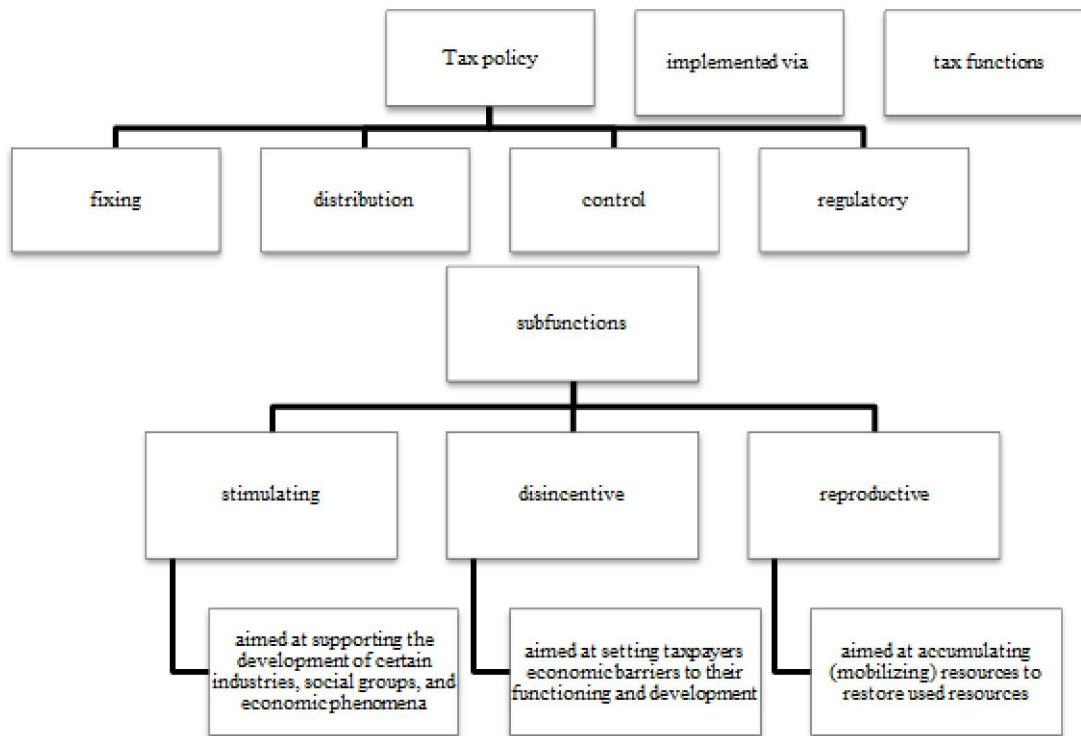 Tax policy
implemented via
tax functions
fixing
distribution
control
regulatory
subfunctions
stimulating
disincentive
reproductive
aimed at supporting the
development of certain
industries, social groups, and
economic phenomena
aimed at setting taxpayers
economic barriers to their
functioning and development
aimed at accumulating
(mobilizing) resources to
restore used resources